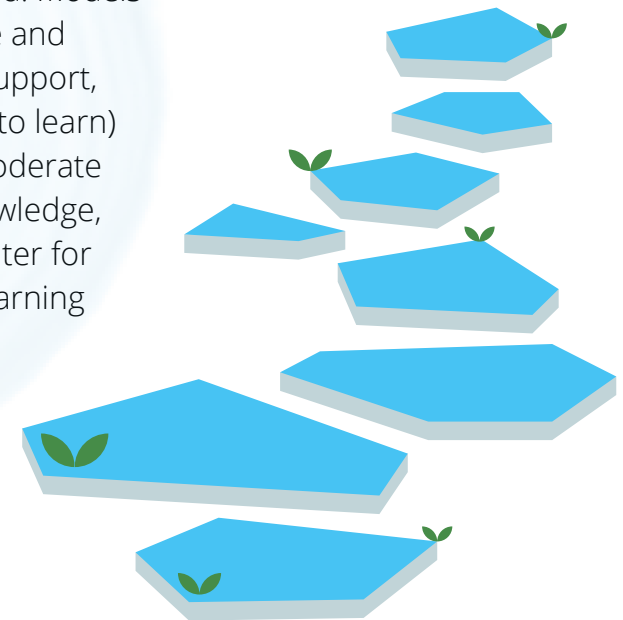 e and
upport,
to learn)
oderate
wledge,
ter for
arning